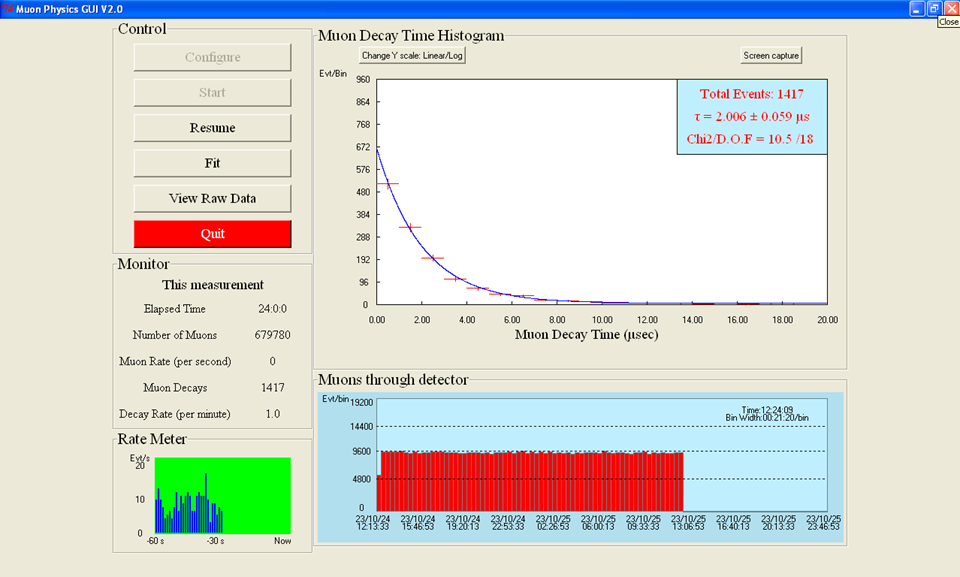 Muon Physics GUI V2.0
Close
Control
Configure
Start
Resume
Fit
View Raw Data
Quit
Monitor
This measurement
Elapsed Time 24:0:0
Number of Muons 679780
Muon Rate (per second) 0
Muon Decays 1417
Decay Rate (per minute) 1.0
Rate Meter
Evt/s
20
10
0
-60 s -30 s Now
Muon Decay Time Histogram
Change Y scale: Linear/Log Screen capture
Evt/Bin
960
864
768
672
576
480
384
288
192
96
0
Total Events: 1417
τ = 2.006 ± 0.059 μs
Chi2/D.O.F = 10.5 /18
0.00 2.00 4.00 6.00 8.00 10.00 12.00 14.00 16.00 18.00 20.00
Muon Decay Time (μsec)
Muons through detector
Evt/bin
19200
14400
9600
4800
0
Time:12:24:09
Bin Width:00:21:20/bin
23/10/24 23/10/24 23/10/24 23/10/24 23/10/25 23/10/25 23/10/25 23/10/25 23/10/25 23/10/25 23/10/25
12:13:33 15:46:53 19:20:13 22:53:33 02:26:53 06:00:13 09:33:33 13:06:53 16:40:13 20:13:33 23:46:53